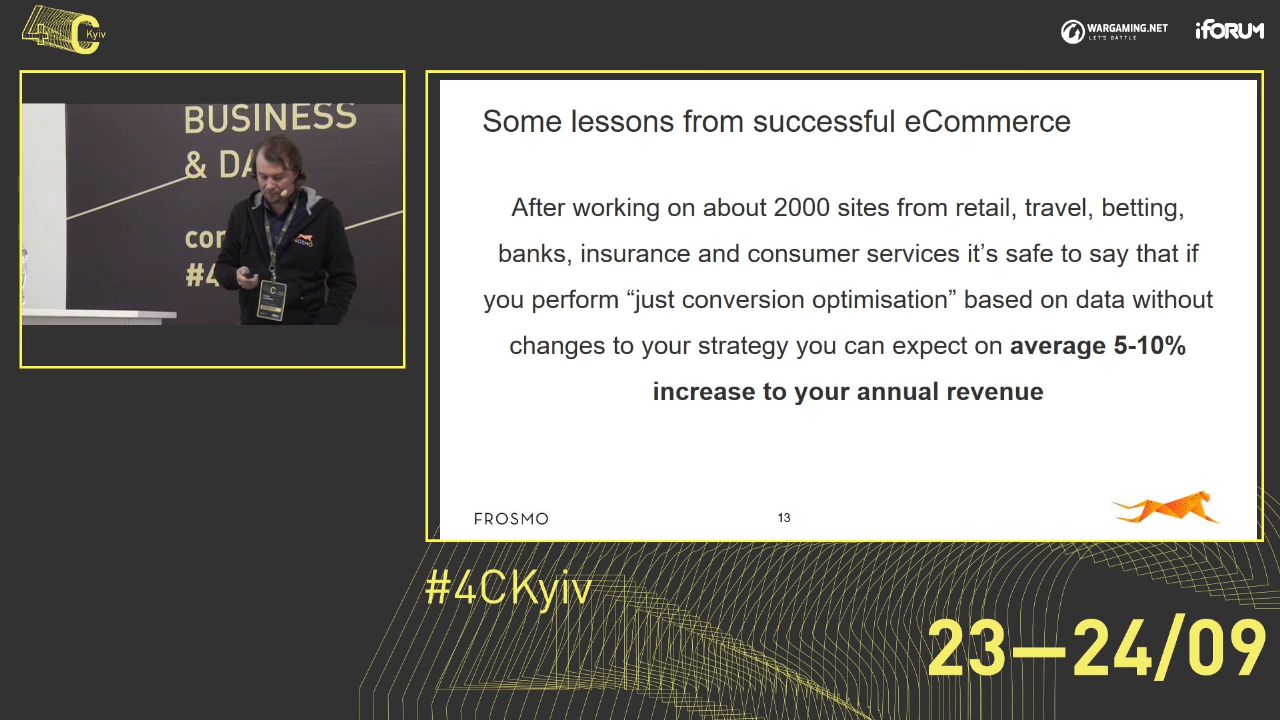 4C Kyiv
WARGAMING.NET
LET'S BATTLE
iFORUM
BUSINESS
& DA
con
#4
FROSMO
C
Some lessons from successful eCommerce
After working on about 2000 sites from retail, travel, betting,
banks, insurance and consumer services it’s safe to say that if
you perform “just conversion optimisation” based on data without
changes to your strategy you can expect on average 5-10%
increase to your annual revenue
FROSMO
13
#4CKyiv
23—24/09